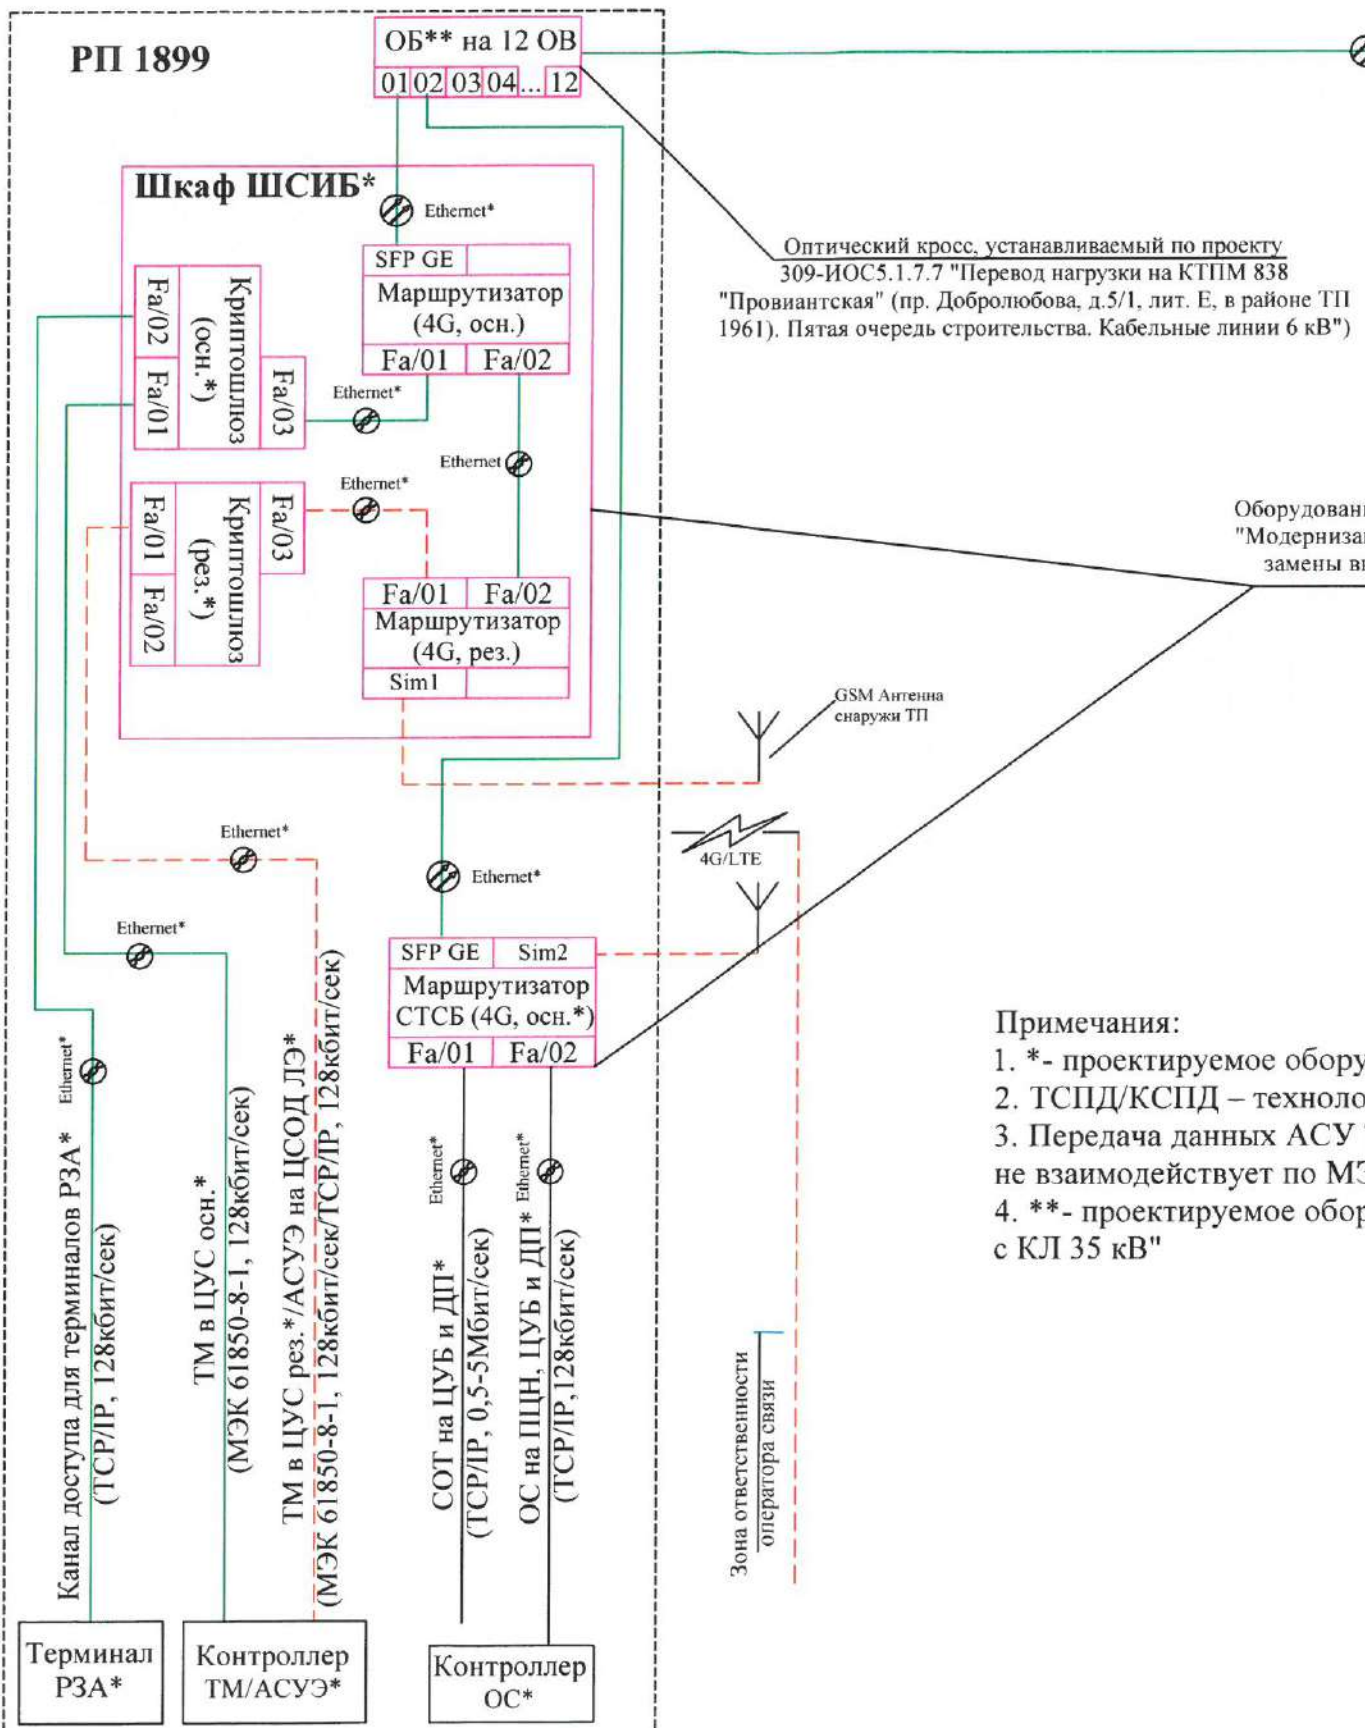 РП 1899
ОБ** на 12 ОВ
01 02 03 04 ... 12
Шкаф ШСИБ*
Ethernet*
SFP GE
Маршрутизатор
(4G, осн.)
Fa/01 Fa/02
Оптический кросс, устанавливаемый по проекту
309-ИОС5.1.7.7 "Перевод нагрузки на КТПМ 838
"Провиантская" (пр. Добролюбова, д.5/1, лит. Е, в районе ТП
1961). Пятая очередь строительства. Кабельные линии 6 кВ")
Fa/02
Fa/01
Криптошлюз
(осн.*)
Fa/03
Ethernet*
Ethernet
Ethernet*
Fa/01
Fa/02
Криптошлюз
(рез.*)
Fa/03
Fa/01 Fa/02
Маршрутизатор
(4G, рез.)
Sim1
Оборудовани
"Модернизаг
замены вы
GSM Антенна
снаружи ТП
Ethernet*
4G/LTE
Ethernet*
Ethernet*
SFP GE Sim2
Маршрутизатор
СТСБ (4G, осн.*)
Fa/01 Fa/02
Примечания:
1. *- проектируемое обору
2. ТСПД/КСПД – техноло
3. Передача данных АСУ
не взаимодействует по МЭ
4. **- проектируемое обор
с КЛ 35 кВ"
Ethernet*
Канал доступа для терминалов РЗА*
(TCP/IP, 128кбит/сек)
ТМ в ЦУС осн.*
(МЭК 61850-8-1, 128кбит/сек)
ТМ в ЦУС рез.*/АСУЭ на ЦСОД ЛЭ*
(МЭК 61850-8-1, 128кбит/сек/TCP/IP, 128кбит/сек)
Ethernet*
СОТ на ЦУБ и ДП*
(TCP/IP, 0,5-5Мбит/сек)
Ethernet*
ОС на ПЦН, ЦУБ и ДП*
(TCP/IP,128кбит/сек)
Зона ответственности
оператора связи
Терминал
РЗА*
Контроллер
ТМ/АСУЭ*
Контроллер
ОС*